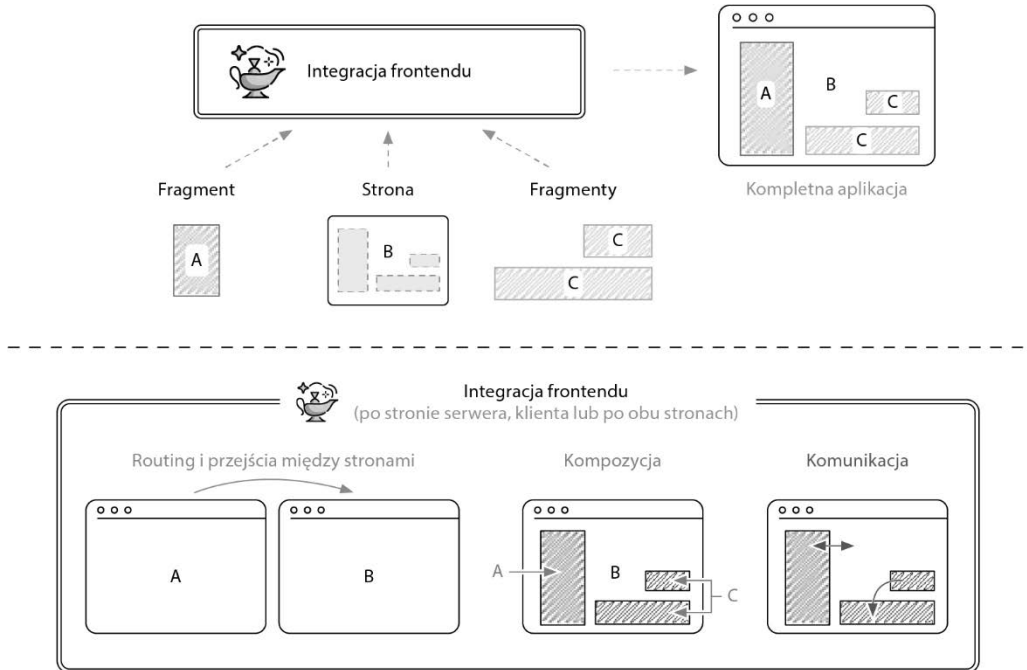 Integracja frontendu
A
B
C
C
Kompletna aplikacja
Fragment
Strona
Fragmenty
A
B
C
C
Integracja frontendu
(po stronie serwera, klienta lub po obu stronach)
Routing i przejścia między stronami
Kompozycja
Komunikacja
A
B
A
B
C